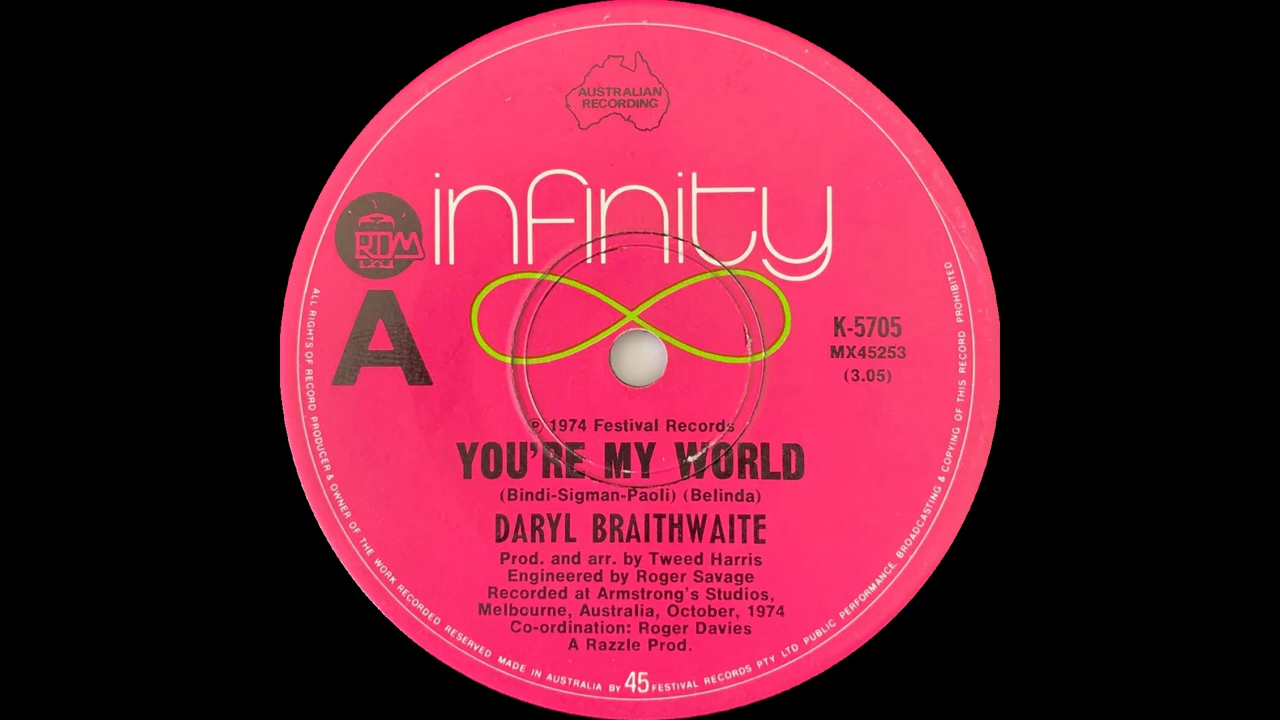 AUSTRALIAN
RECORDING
infinity
RDM
A
K-5705
MX45253
(3.05)
℗ 1974 Festival Records
YOU'RE MY WORLD
(Bindi-Sigman-Paoli) (Belinda)
DARYL BRAITHWAITE
Prod. and arr. by Tweed Harris
Engineered by Roger Savage
Recorded at Armstrong's Studios,
Melbourne, Australia, October, 1974
Co-ordination: Roger Davies
A Razzle Prod.
ALL RIGHTS OF RECORD PRODUCER & OWNER OF THE WORK RECORDED RESERVED MADE IN AUSTRALIA BY 45 FESTIVAL RECORDS PTY LTD PUBLIC PERFORMANCE BROADCASTING & COPYING OF THIS RECORD PROHIBITED